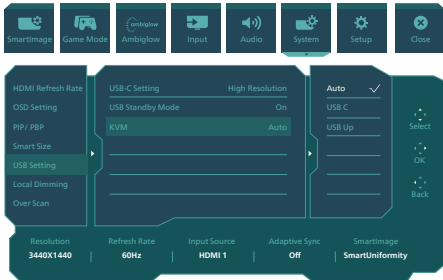 ambiglow
SmartImage Game Mode Ambiglow Input Audio System Setup Close
HDMI Refresh Rate USB-C Setting High Resolution Auto
OSD Setting USB Standby Mode On USB C
PIP/ PBP KVM Auto USB Up
Select
Smart Size
OK
USB Setting
Local Dimming
Back
Over Scan
Resolution Refresh Rate Input Source Adaptive Sync SmartImage
3440X1440 60Hz HDMI 1 Off SmartUniformity